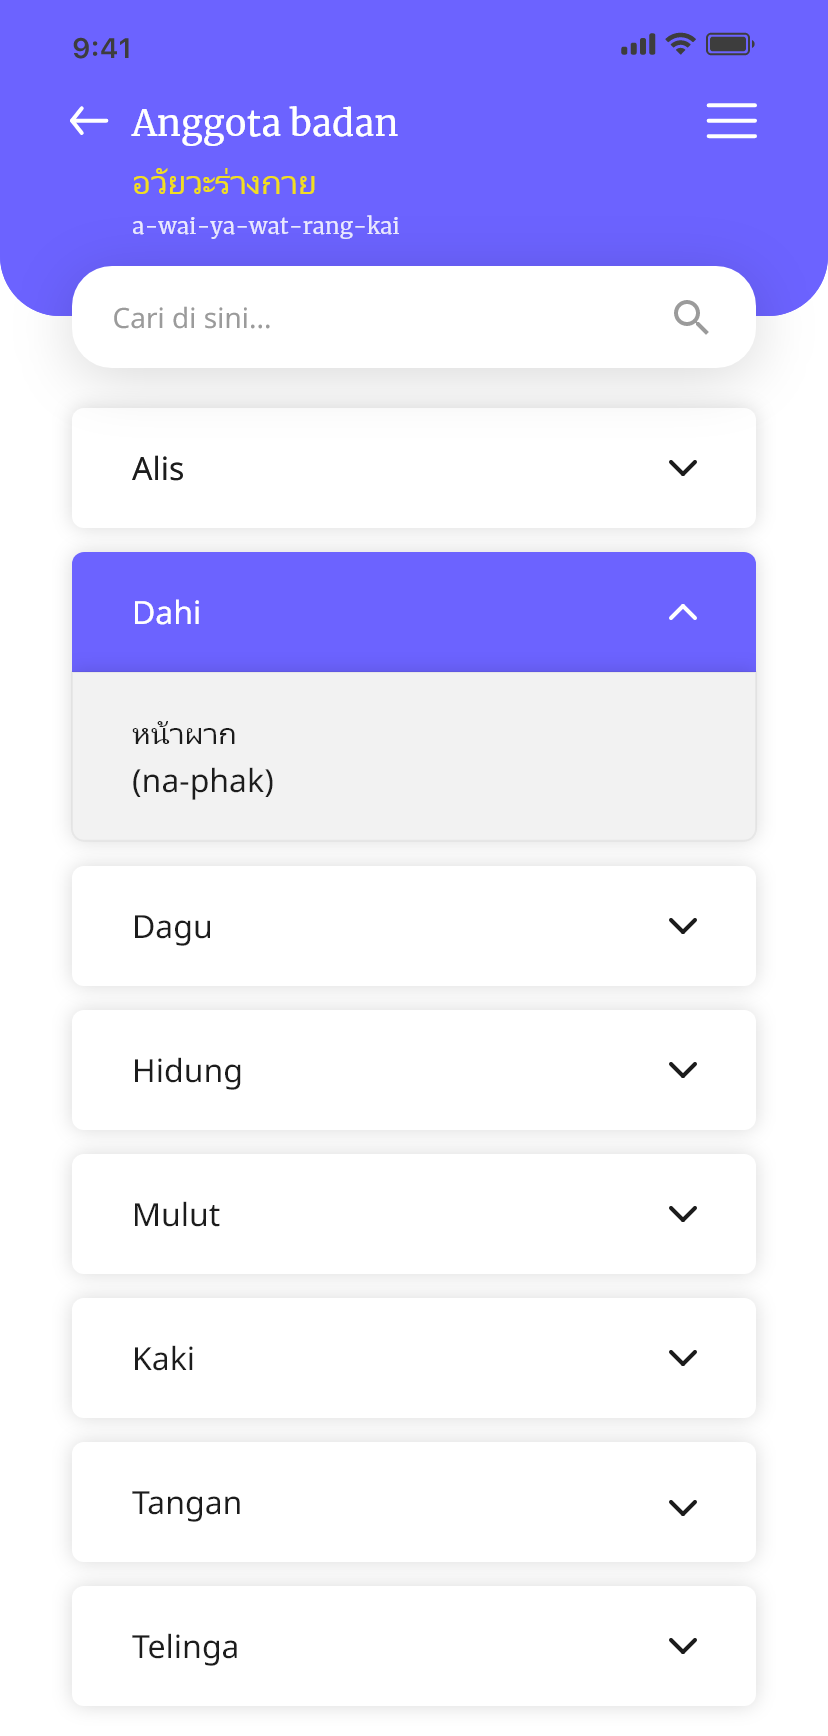 9:41
Anggota badan
อวัยวะร่างกาย
a-wai-ya-wat-rang-kai
Cari di sini...
Alis
Dahi
หน้าผาก
(na-phak)
Dagu
Hidung
Mulut
Kaki
Tangan
Telinga